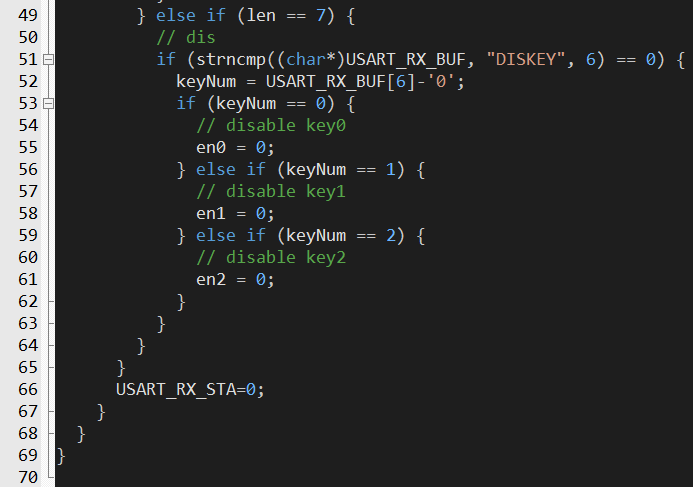 49 } else if (len == 7) {
50 // dis
51 if (strncmp((char*)USART_RX_BUF, "DISKEY", 6) == 0) {
52 keyNum = USART_RX_BUF[6]-'0';
53 if (keyNum == 0) {
54 // disable key0
55 en0 = 0;
56 } else if (keyNum == 1) {
57 // disable key1
58 en1 = 0;
59 } else if (keyNum == 2) {
60 // disable key2
61 en2 = 0;
62 }
63 }
64 }
65 }
66 USART_RX_STA=0;
67 }
68 }
69 }
70